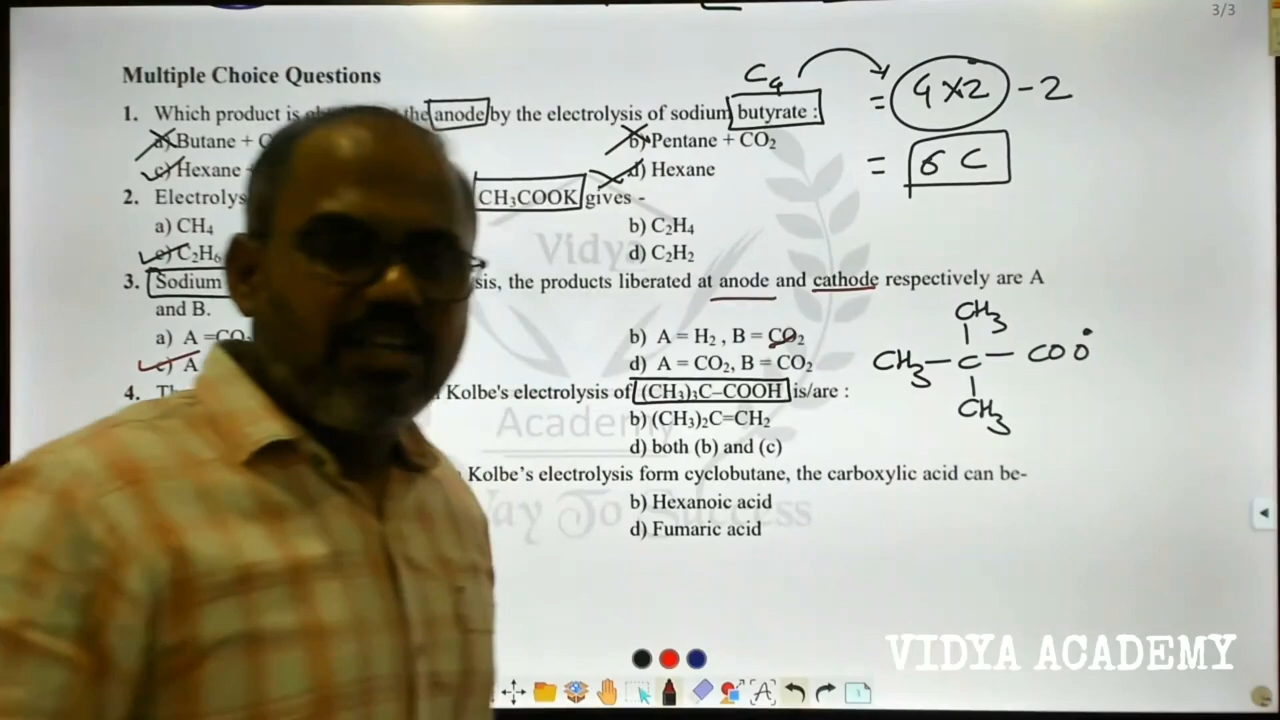 3/3
Multiple Choice Questions
C4
= 4×2 - 2
1. Which product is the anode by the electrolysis of sodium butyrate :
a) Butane + b) Pentane + CO2
= 6 C
c) Hexane d) Hexane
2. CH3COOK gives -
a) CH4 b) C2H4
c) C2H6 d) C2H2
3. Sodium the products liberated at anode and cathode respectively are A
and B.
a) A =CO2 b) A = H2 , B = CO2
c) A d) A = CO2, B = CO2
CH3
CH3 – C – COO
CH3
4. Kolbe's electrolysis of (CH3)3C–COOH is/are :
b) (CH3)2C=CH2
d) both (b) and (c)
Kolbe's electrolysis form cyclobutane, the carboxylic acid can be-
b) Hexanoic acid
d) Fumaric acid
Vidya
Academy
Way To Success
VIDYA ACADEMY